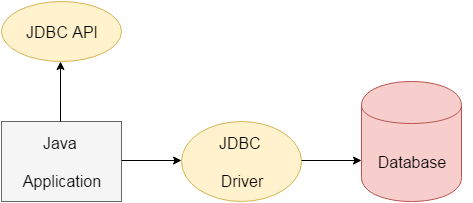 JDBC API
Java
Application
JDBC
Driver
Database